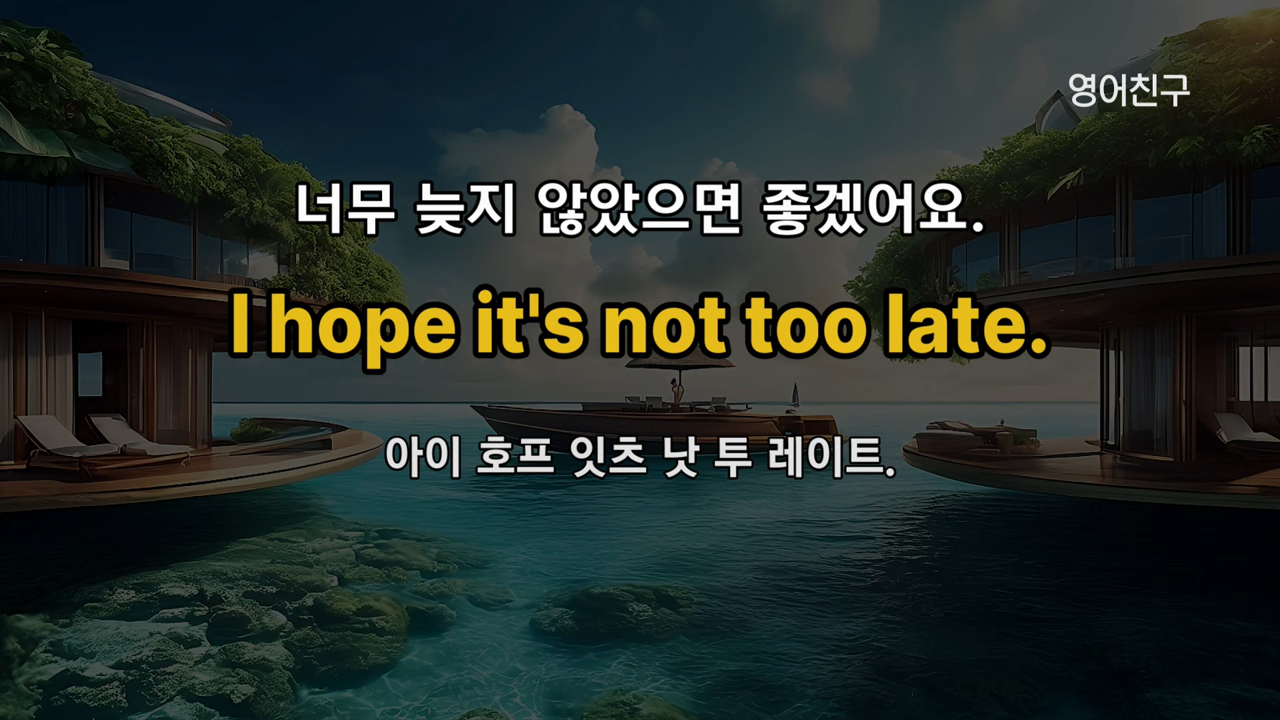 영어친구
너무 늦지 않았으면 좋겠어요.
I hope it's not too late.
아이 호프 잇츠 낫 투 레이트.